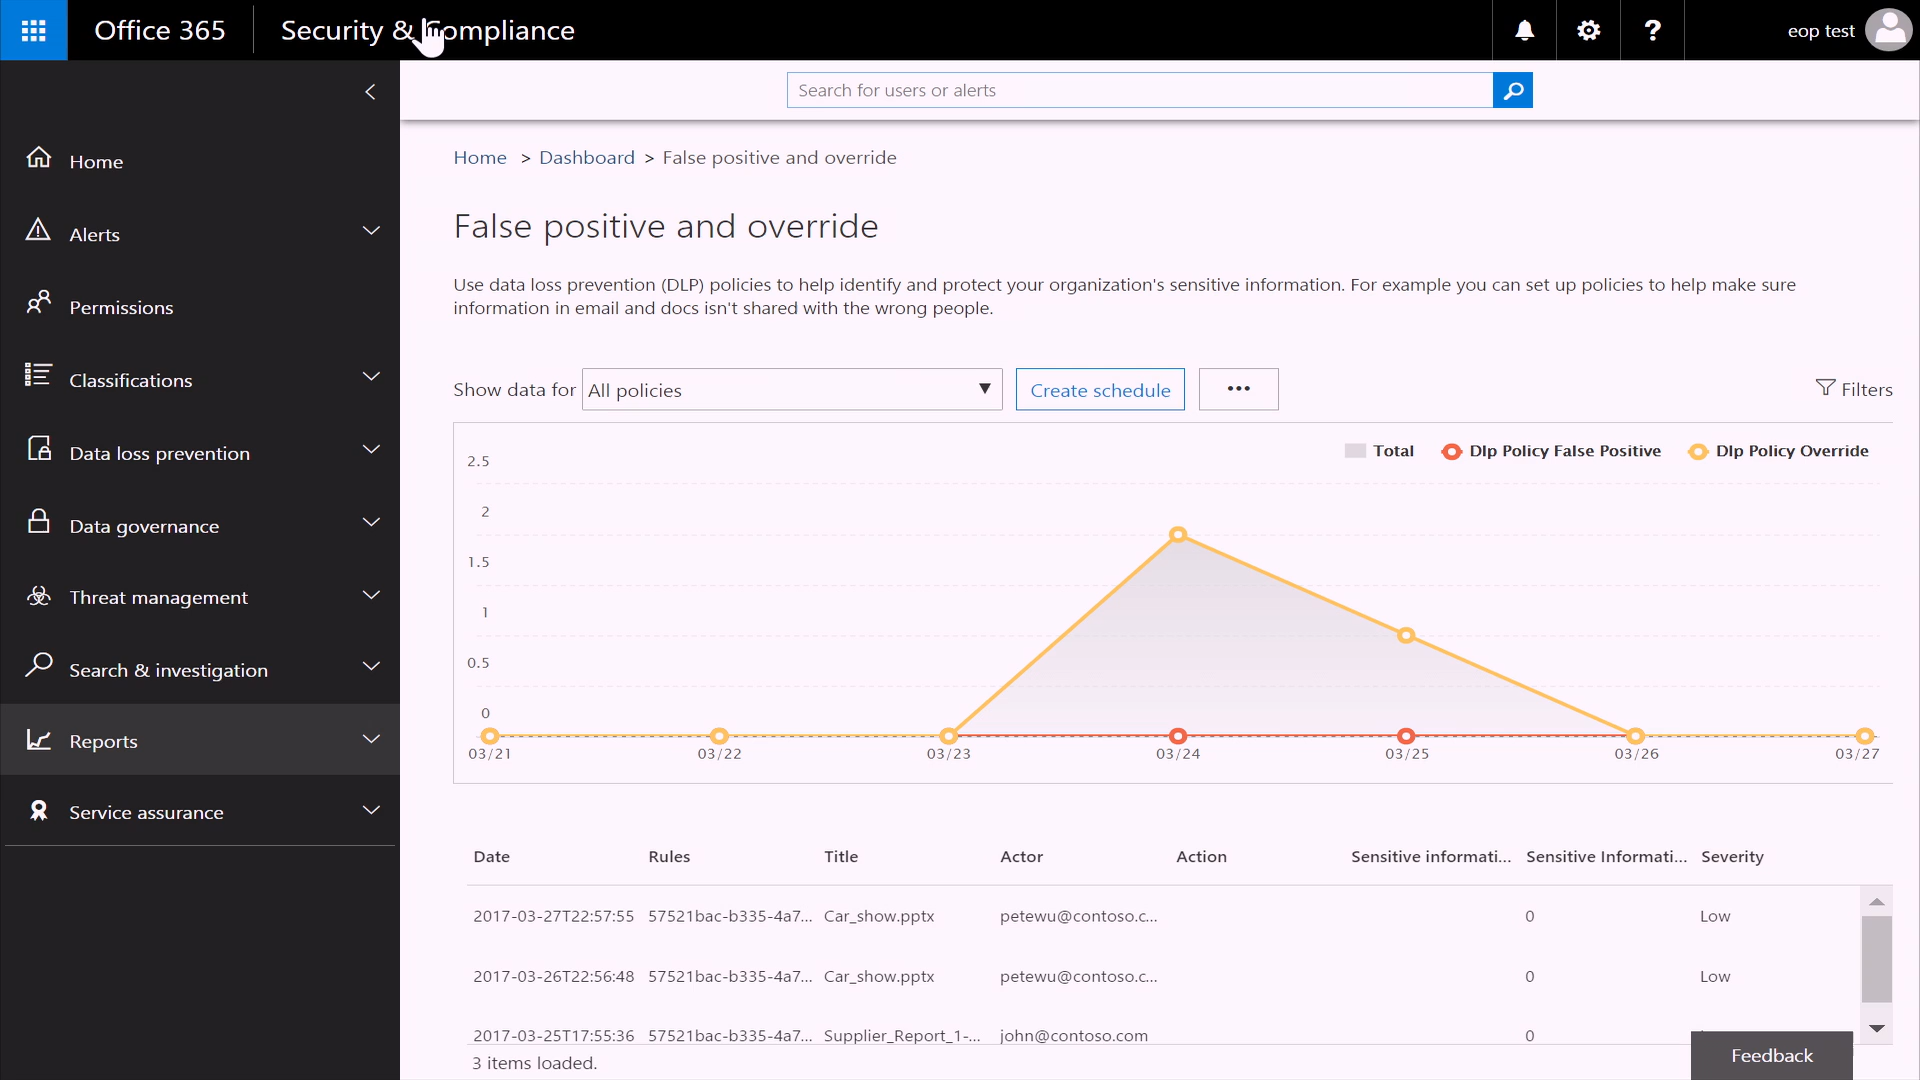 Office 365
Security & Compliance
?
eop test
Search for users or alerts
Home > Dashboard > False positive and override
Home
Alerts
Permissions
Classifications
Data loss prevention
Data governance
Threat management
Search & investigation
Reports
Service assurance
False positive and override
Use data loss prevention (DLP) policies to help identify and protect your organization's sensitive information. For example you can set up policies to help make sure
information in email and docs isn't shared with the wrong people.
Show data for All policies
Create schedule
Filters
Total Dlp Policy False Positive Dlp Policy Override
2.5
2
1.5
1
0.5
0
03/21 03/22 03/23 03/24 03/25 03/26 03/27
Date Rules Title Actor Action Sensitive informati... Sensitive Informati... Severity
2017-03-27T22:57:55 57521bac-b335-4a7... Car_show.pptx petewu@contoso.c... 0 Low
2017-03-26T22:56:48 57521bac-b335-4a7... Car_show.pptx petewu@contoso.c... 0 Low
2017-03-25T17:55:36 57521bac-b335-4a7... Supplier_Report_1-... john@contoso.com 0
3 items loaded.
Feedback